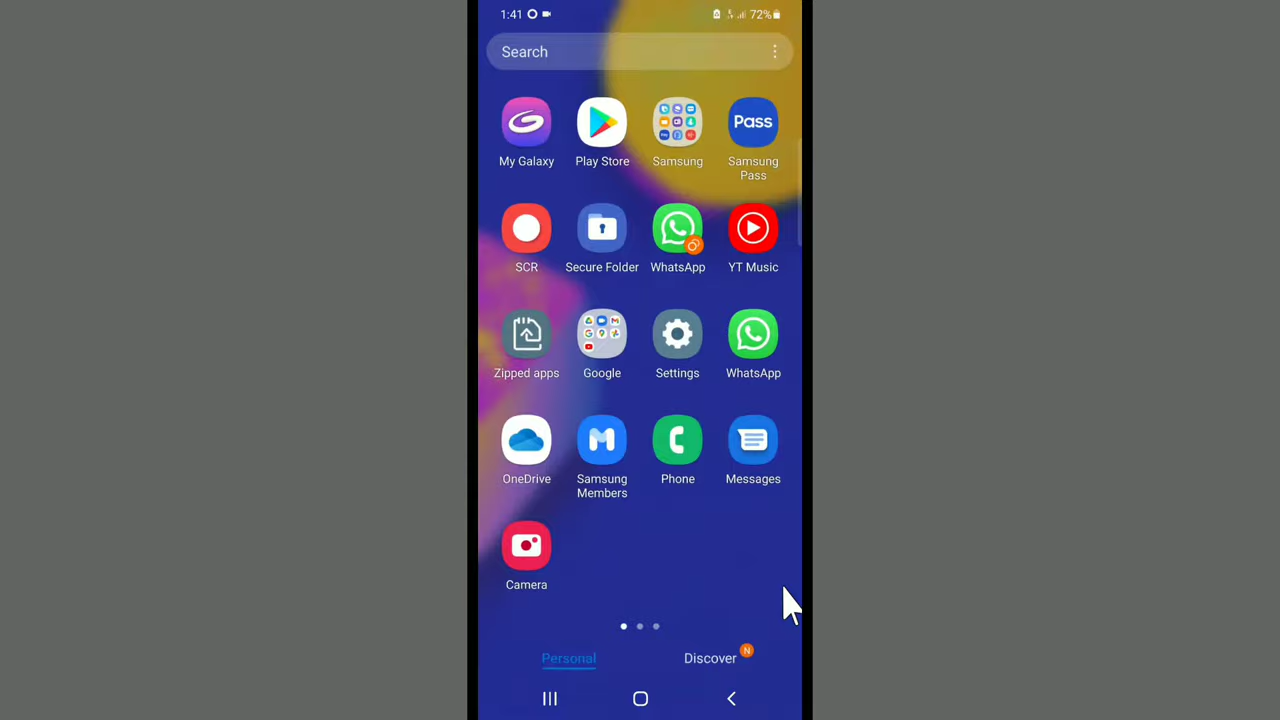 1:41
72%
Search
My Galaxy
Play Store
Samsung
Pass
Samsung
Pass
SCR
Secure Folder
WhatsApp
YT Music
Zipped apps
Google
Settings
WhatsApp
OneDrive
Samsung
Members
Phone
Messages
Camera
Personal
Discover
N